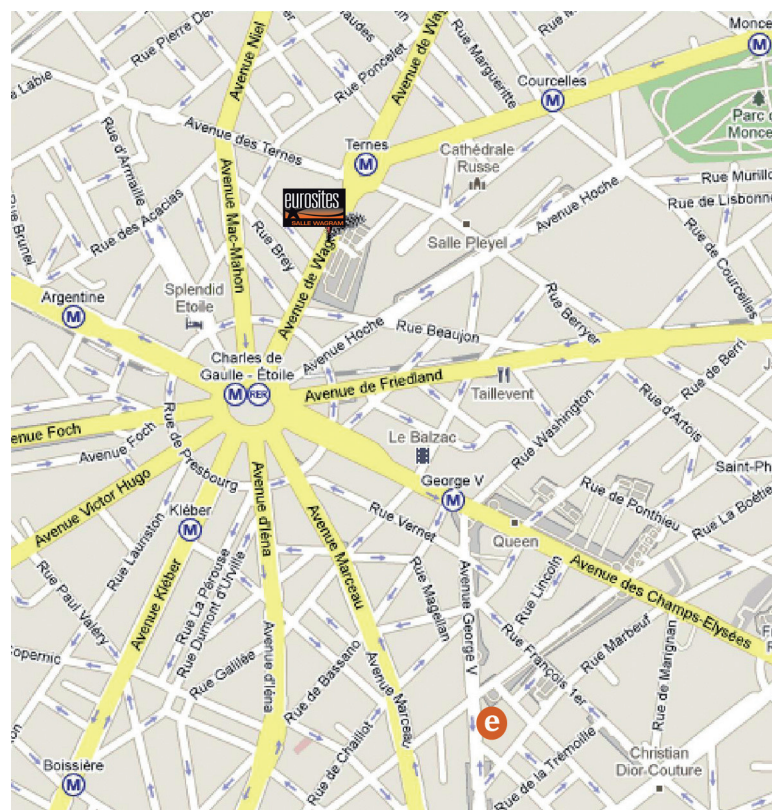 Avenue Niel
Rue Poncelet
Avenue de Wa
Rue Margueritte
Monce
M
Courcelles
M
Rue Pierre De
audes
e Labie
Avenue des Ternes
Ternes
M
Cathédrale
Russe
Parc d
Monce
Rue d'Armaille
Rue des Acacias
Avenue Mac-Mahon
eurosites
SALLE WAGRAM
Avenue Hoche
Rue Murillo
Rue de Lisbonne
Rue Brunel
Rue Brey
Avenue de Wagram
Salle Pleyel
Rue de Courcelles
Argentine
M
Splendid
Etoile
Avenue Hoche
Rue Beaujon
Rue Berryer
Charles de
Gaulle - Étoile
M RER
Avenue de Friedland
Taillevent
Rue de Berri
Rue Washington
Rue d'Artois
enue Foch
Avenue Foch
Rue de Presbourg
Le Balzac
George V
M
Saint-Ph
Rue de Ponthieu
Rue La Boétie
Avenue Victor Hugo
Kléber
M
Avenue d'Iéna
Avenue Marceau
Rue Vernet
Queen
Avenue des Champs-Elysées
Rue Lauriston
Avenue Kléber
Rue La Pérouse
Rue Dumont d'Urville
Rue Magellan
Avenue George V
Rue Lincoln
Rue Paul Valéry
Copernic
Rue Galilée
Avenue d'Iéna
Rue de Bassano
Avenue Marceau
Rue François 1er
Rue Marbeuf
Rue de Marignan
e
Boissière
M
Rue de Chaillot
Rue de la Trémoille
Christian
Dior Couture